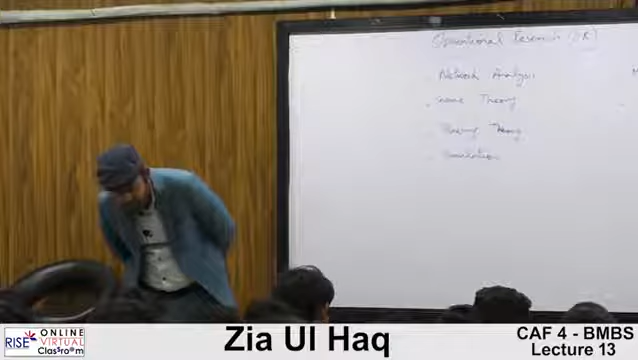 Operational Research (OR)
Network Analysis
Game Theory
Theory
Simulation
RISE
ONLINE
VIRTUAL
Classroom
Zia Ul Haq
CAF 4 - BMBS
Lecture 13